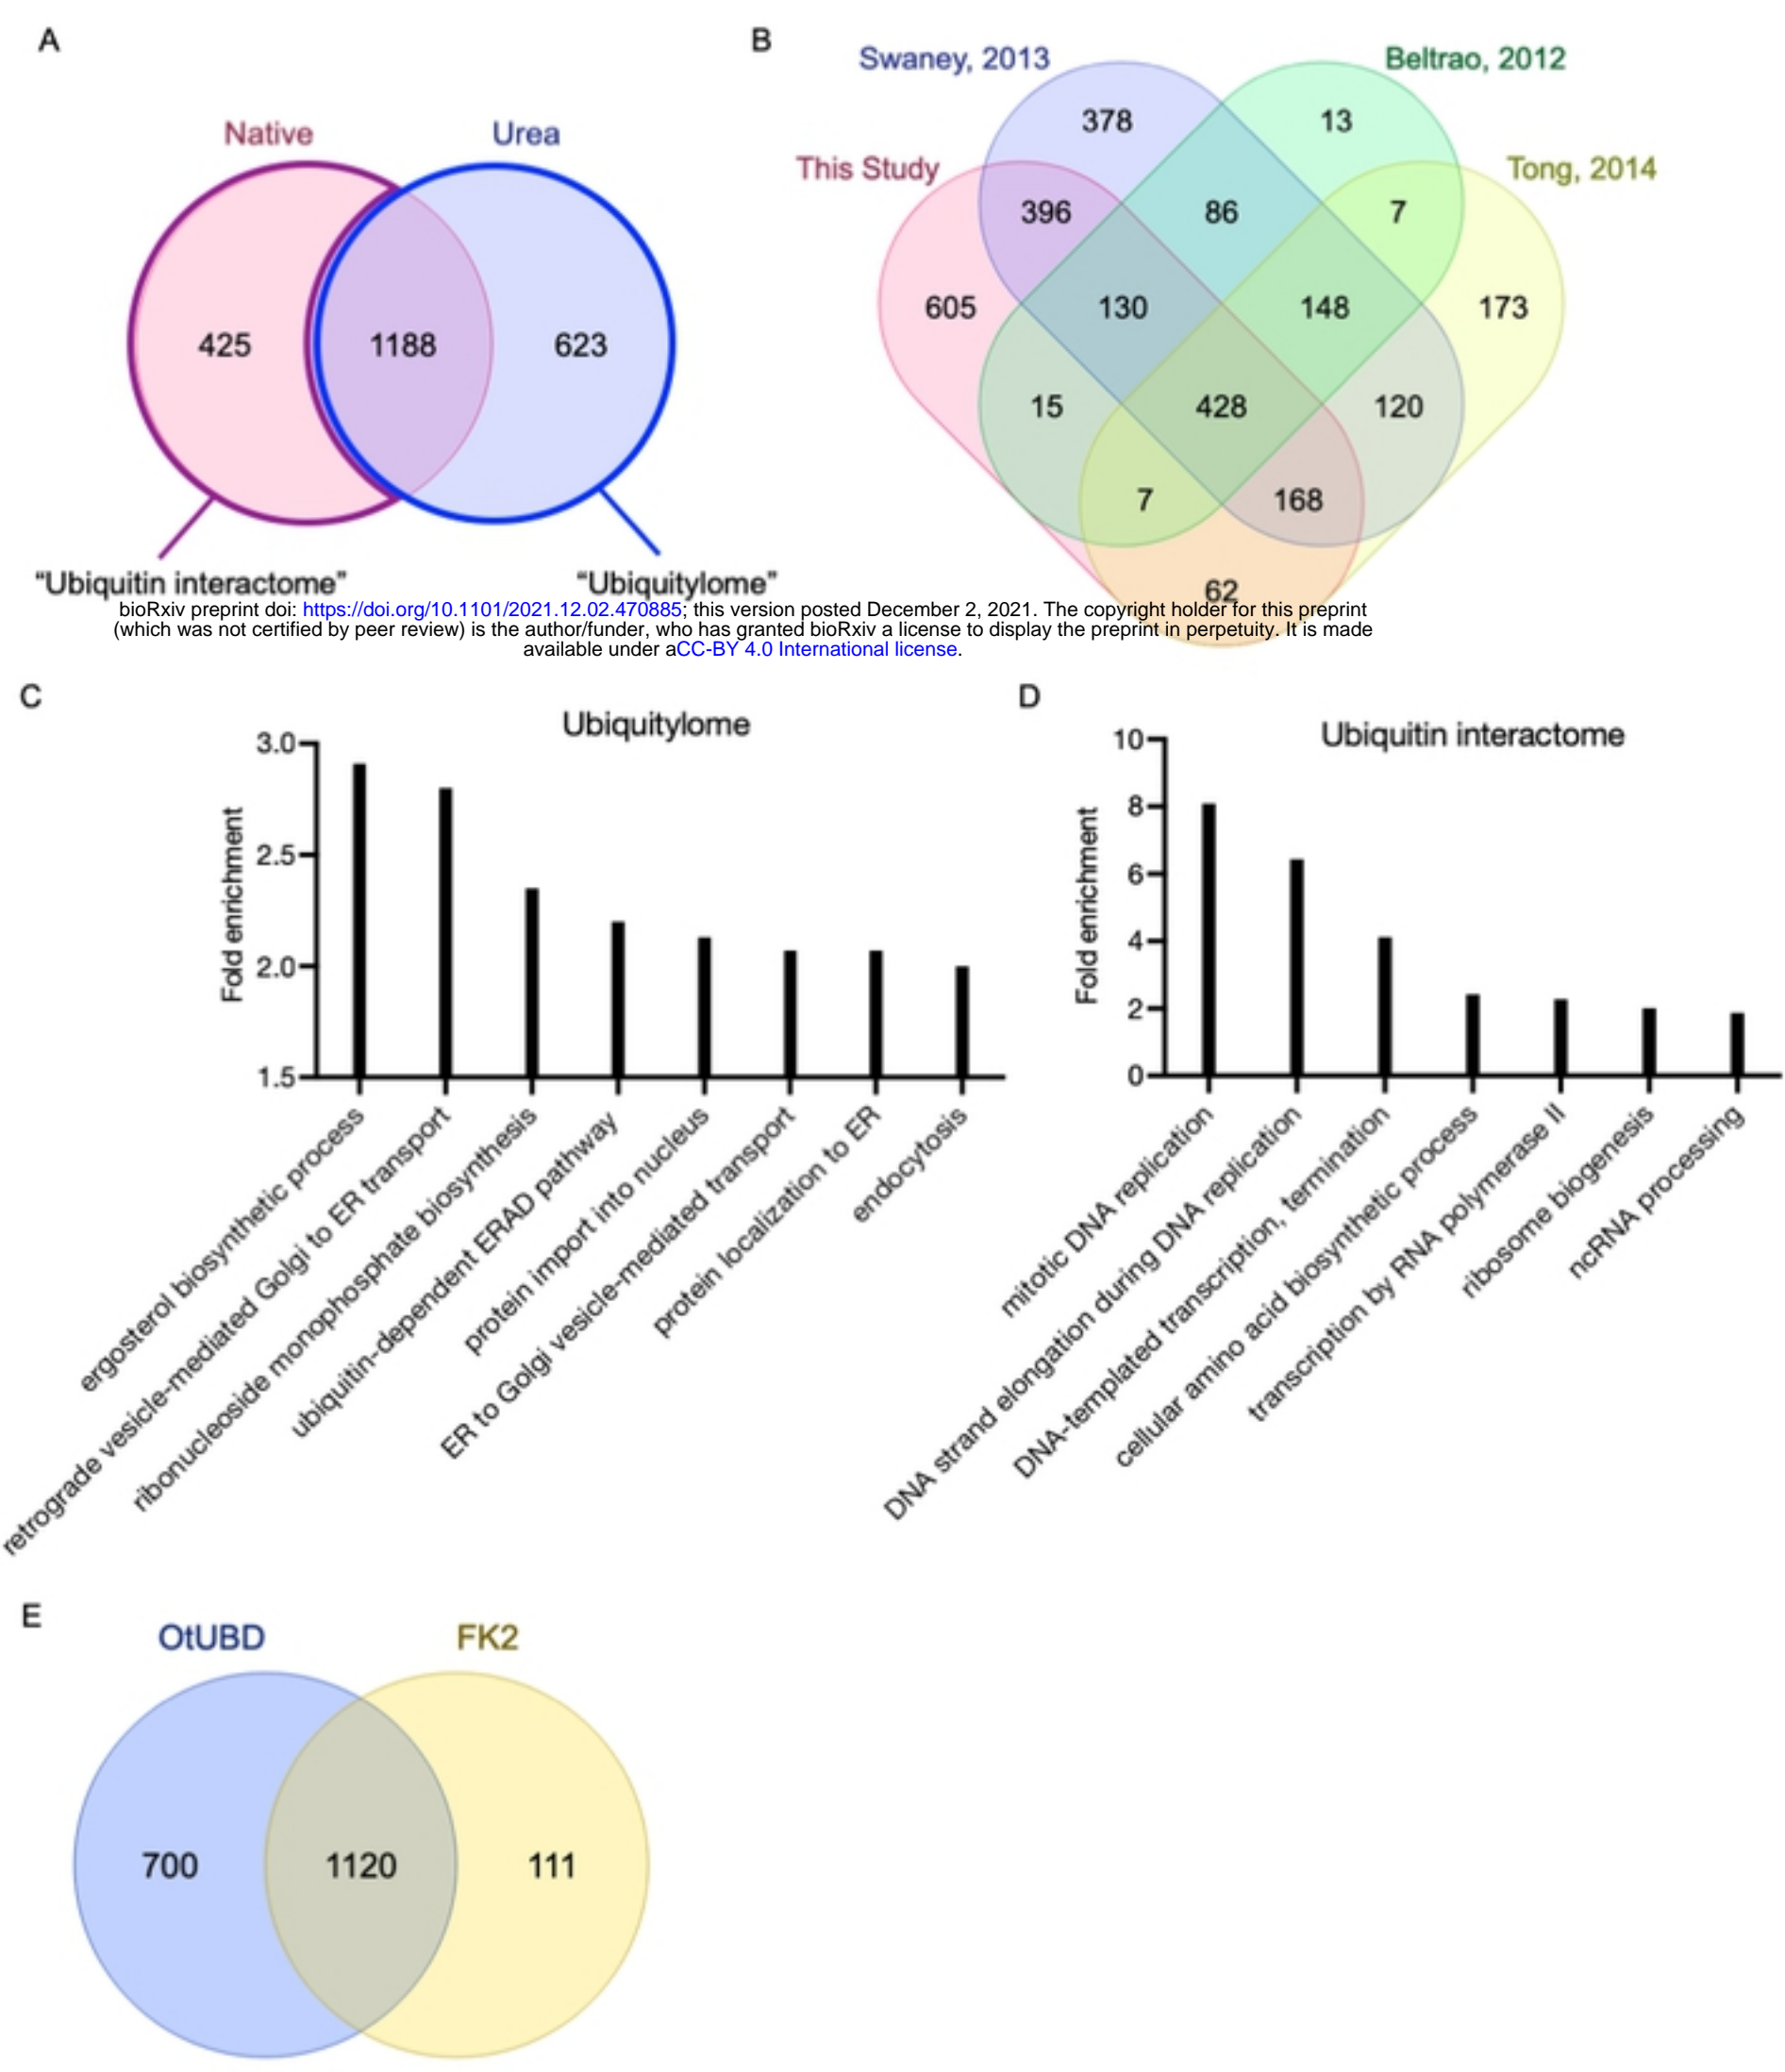 A
Native
Urea
425
1188
623
“Ubiquitin interactome”
“Ubiquitylome”
B
Swaney, 2013
Beltrao, 2012
This Study
Tong, 2014
378
13
396
86
7
605
130
148
173
15
428
120
7
168
62
bioRxiv preprint doi: https://doi.org/10.1101/2021.12.02.470885; this version posted December 2, 2021. The copyright holder for this preprint
(which was not certified by peer review) is the author/funder, who has granted bioRxiv a license to display the preprint in perpetuity. It is made
available under aCC-BY 4.0 International license.
C
Ubiquitylome
Fold enrichment
3.0
2.5
2.0
1.5
ergosterol biosynthetic process
retrograde vesicle-mediated Golgi to ER transport
ribonucleoside monophosphate biosynthesis
ubiquitin-dependent ERAD pathway
protein import into nucleus
ER to Golgi vesicle-mediated transport
protein localization to ER
endocytosis
D
Ubiquitin interactome
Fold enrichment
10
8
6
4
2
0
mitotic DNA replication
DNA strand elongation during DNA replication
DNA-templated transcription, termination
cellular amino acid biosynthetic process
transcription by RNA polymerase II
ribosome biogenesis
ncRNA processing
E
OtUBD
FK2
700
1120
111